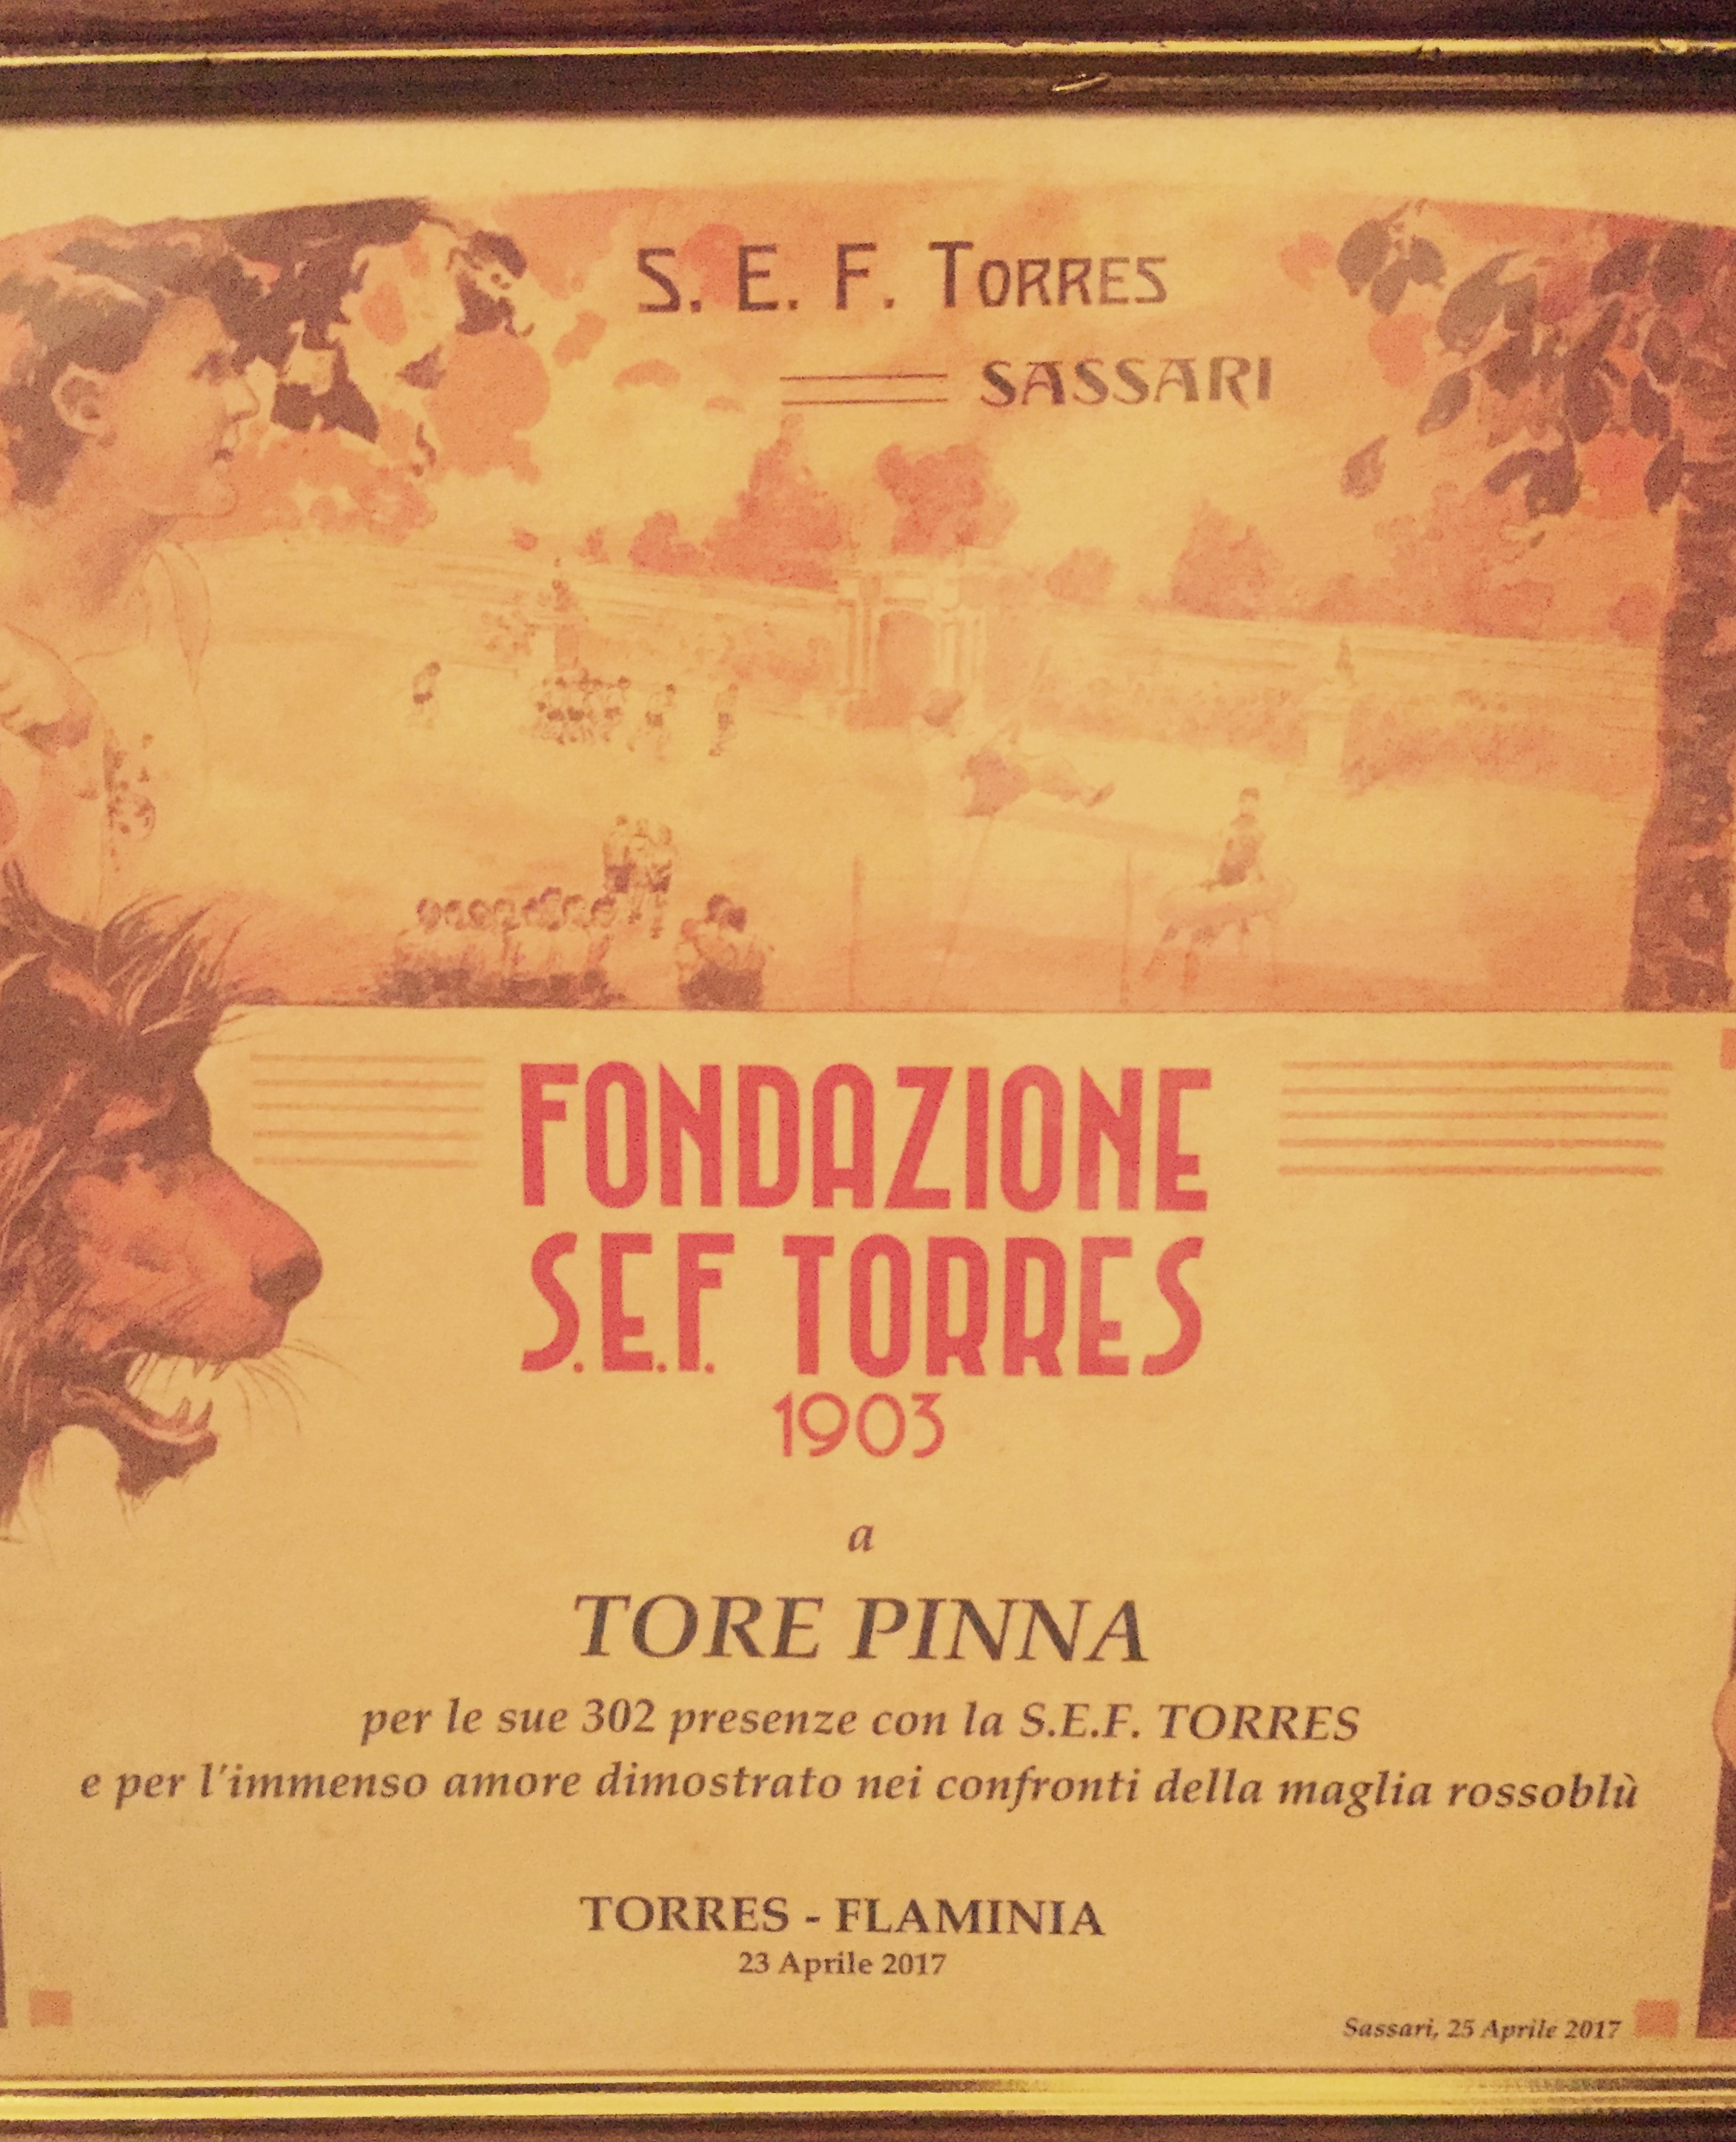 S. E. F. TORRES
SASSARI
FONDAZIONE
S.E.F. TORRES
1903
a
TORE PINNA
per le sue 302 presenze con la S.E.F. TORRES
e per l'immenso amore dimostrato nei confronti della maglia rossoblù
TORRES - FLAMINIA
23 Aprile 2017
Sassari, 25 Aprile 2017